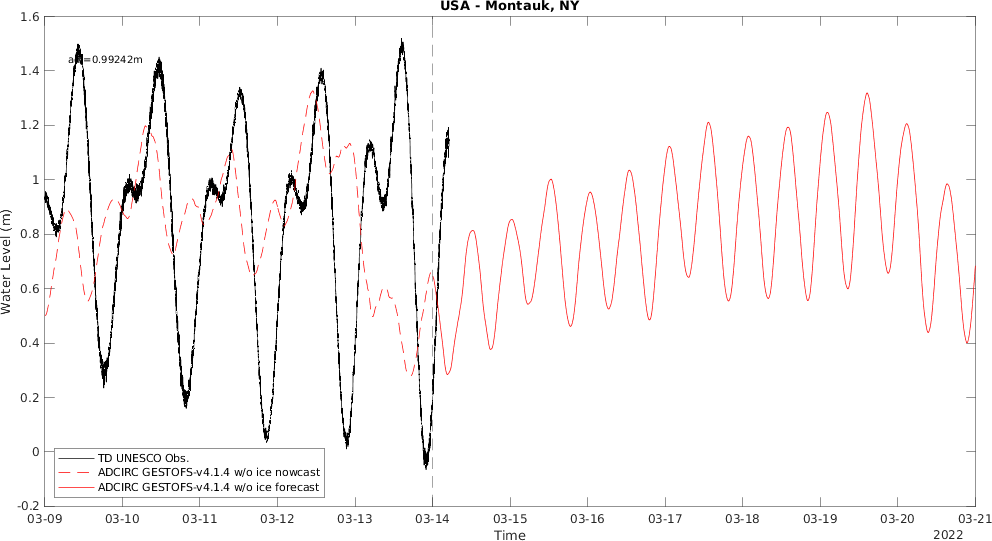 USA - Montauk, NY
1.6
1.4
1.2
1
0.8
0.6
0.4
0.2
0
-0.2
Water Level (m)
=0.99242m
TD UNESCO Obs.
ADCIRC GESTOFS-v4.1.4 w/o ice nowcast
ADCIRC GESTOFS-v4.1.4 w/o ice forecast
03-09 03-10 03-11 03-12 03-13 03-14 03-15 03-16 03-17 03-18 03-19 03-20 03-21
Time
2022